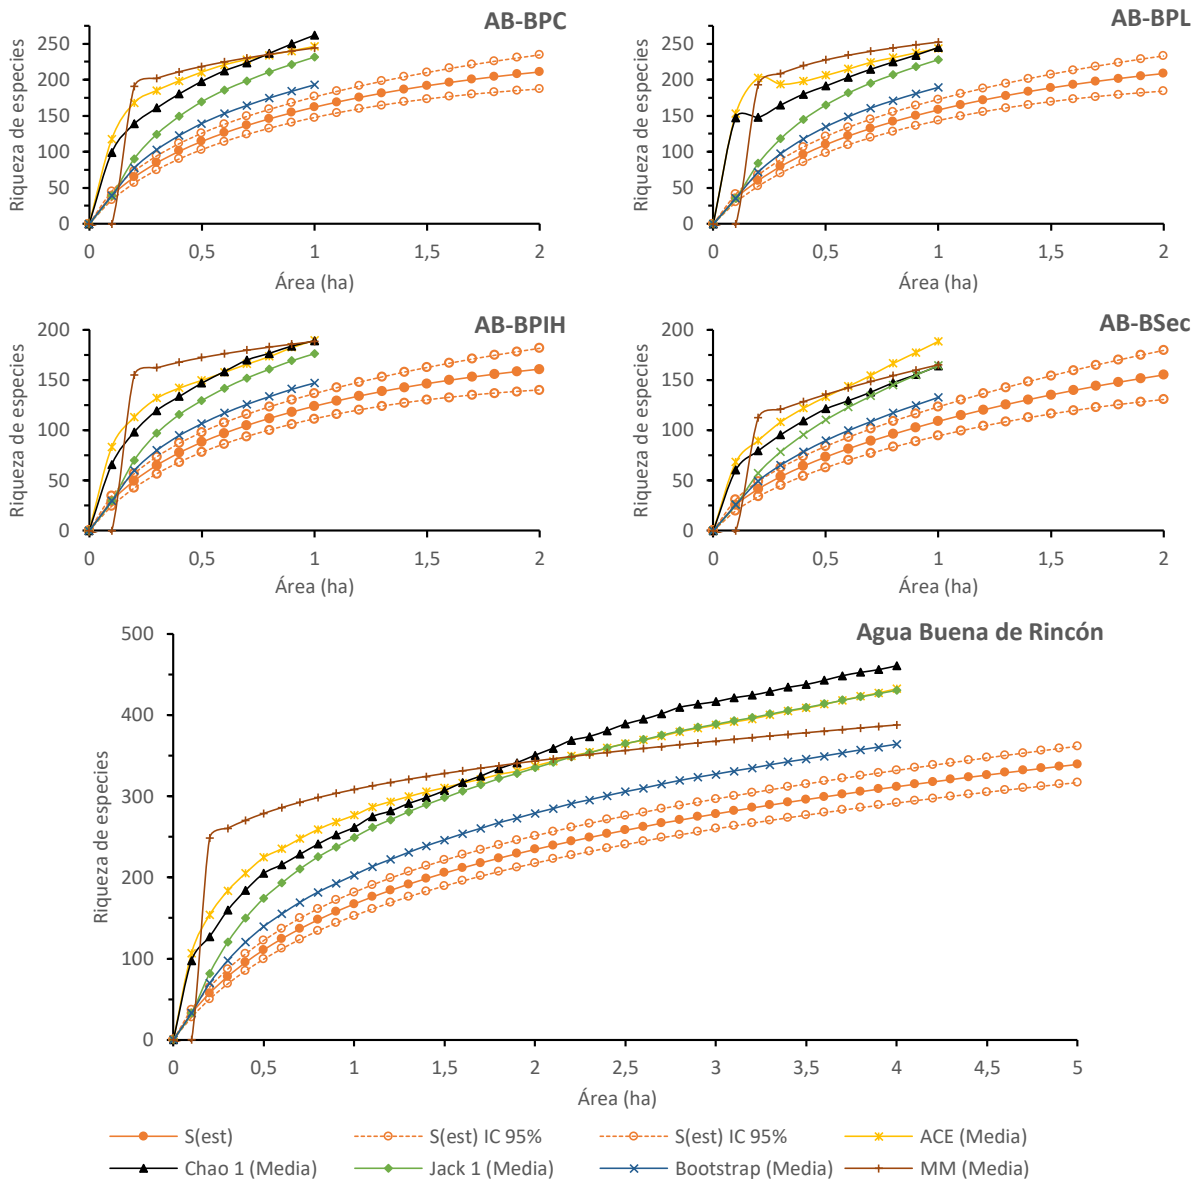 AB-BPC
Riqueza de especies
250
200
150
100
50
0
0 0,5 1 1,5 2
Área (ha)
AB-BPL
Riqueza de especies
250
200
150
100
50
0
0 0,5 1 1,5 2
Área (ha)
AB-BPIH
Riqueza de especies
200
150
100
50
0
0 0,5 1 1,5 2
Área (ha)
AB-BSec
Riqueza de especies
200
150
100
50
0
0 0,5 1 1,5 2
Área (ha)
Agua Buena de Rincón
Riqueza de especies
500
400
300
200
100
0
0 0,5 1 1,5 2 2,5 3 3,5 4 4,5 5
Área (ha)
S(est) S(est) IC 95% S(est) IC 95% ACE (Media)
Chao 1 (Media) Jack 1 (Media) Bootstrap (Media) MM (Media)